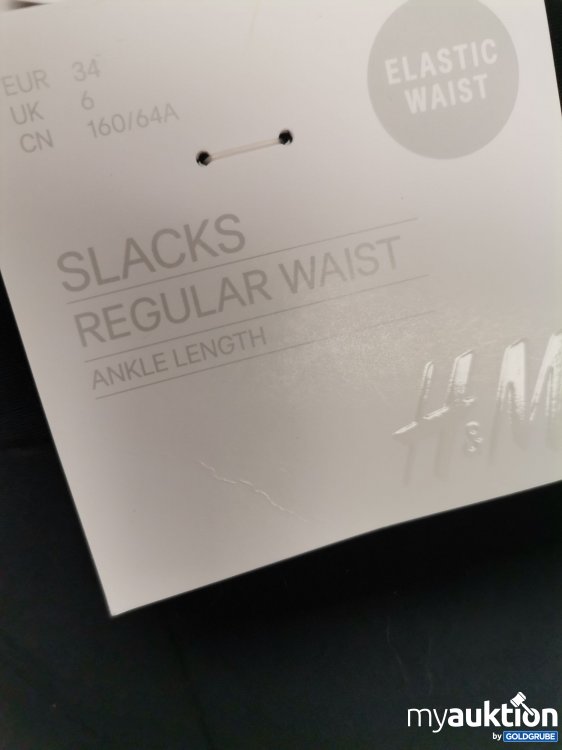 EUR 34
UK 6
CN 160/64A
ELASTIC
WAIST
SLACKS
REGULAR WAIST
ANKLE LENGTH
H&M
myauktion
by GOLDGRUBE